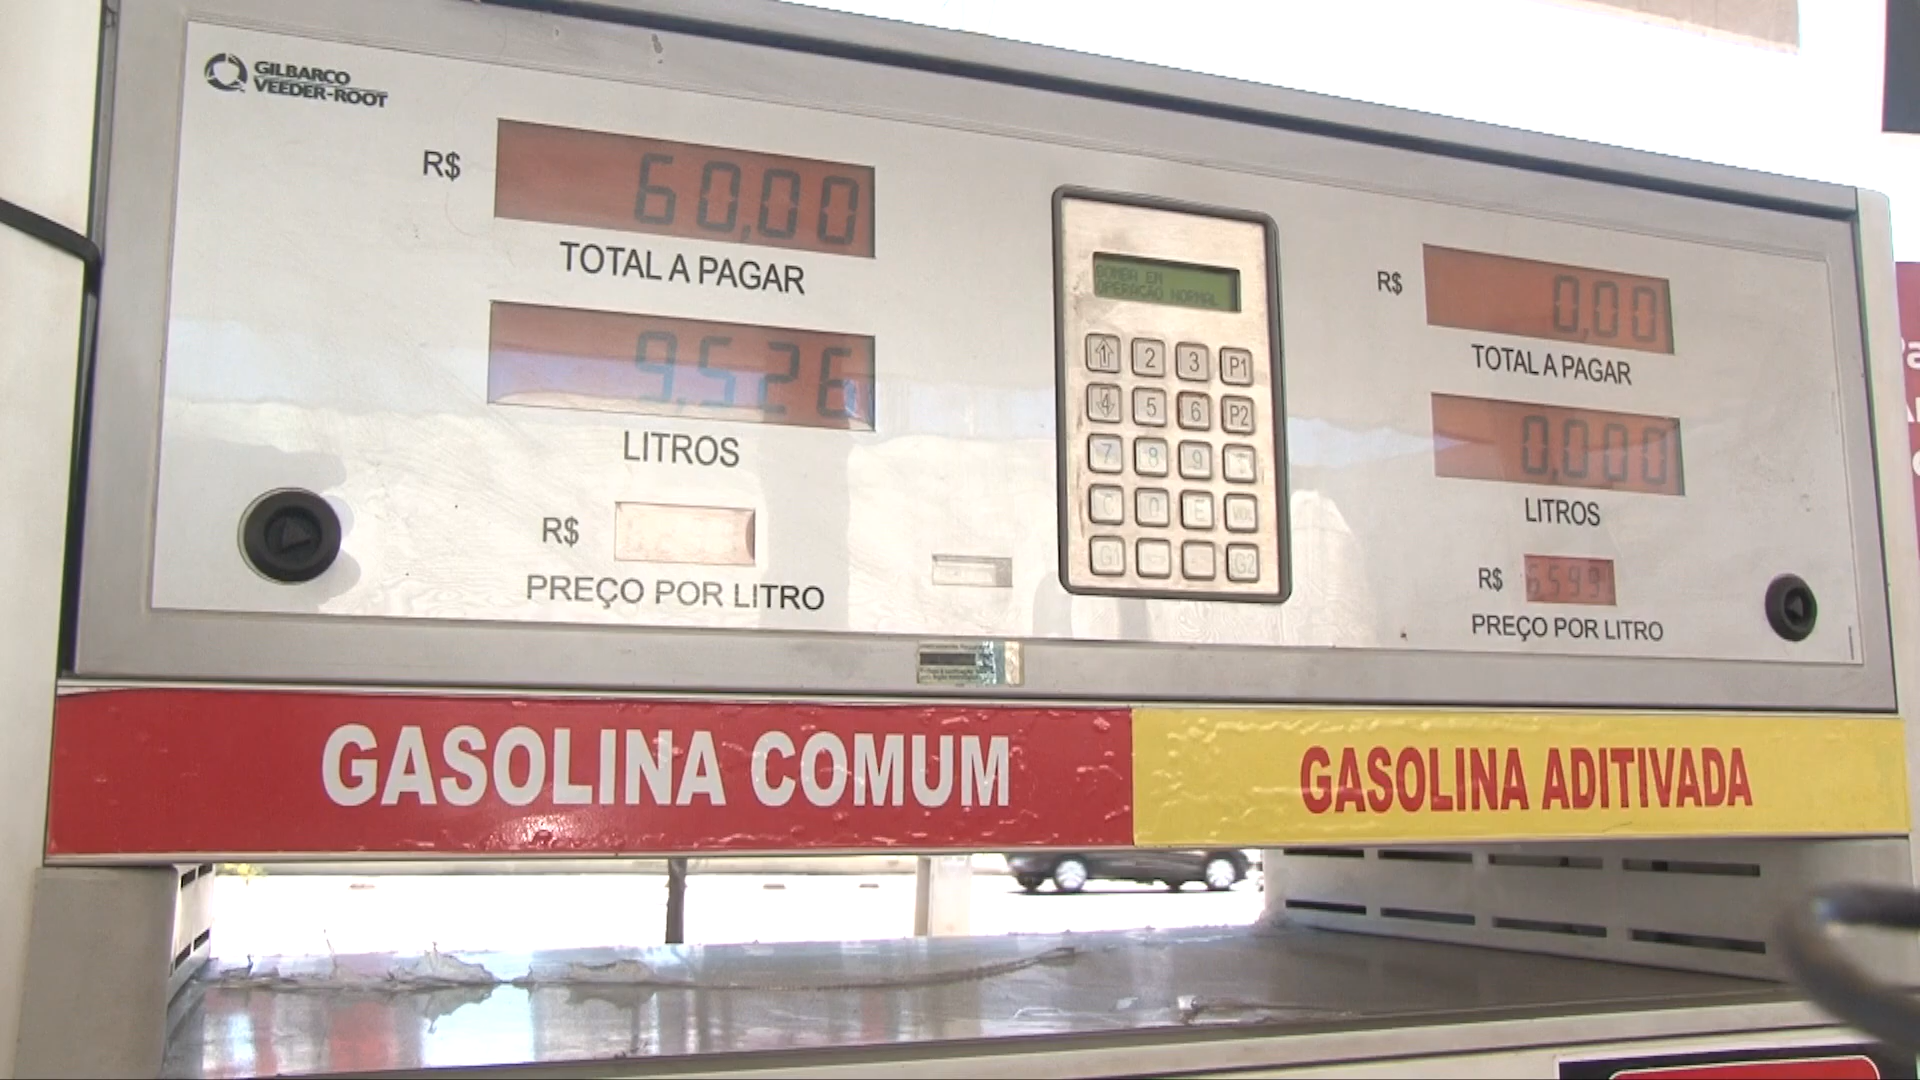 GILBARCO
VEEDER-ROOT
R$ 60,00
TOTAL A PAGAR
9,526
LITROS
R$
PREÇO POR LITRO
BOMBA EM
OPERAÇÃO NORMAL
1 2 3 P1
4 5 6 P2
7 8 9
C 0 E
G1 G2
R$ 0,00
TOTAL A PAGAR
0,000
LITROS
R$ 6,599
PREÇO POR LITRO
GASOLINA COMUM
GASOLINA ADITIVADA